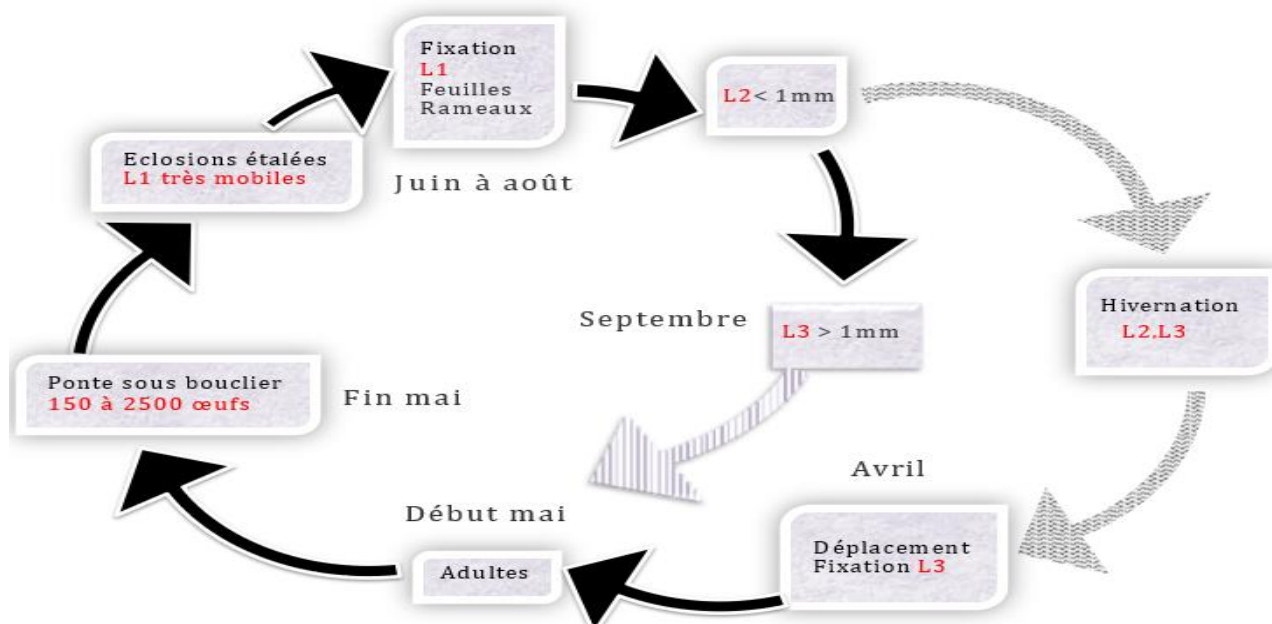 Fixation
L1
Feuilles
Rameaux
L2< 1mm
Eclosions étalées
L1 très mobiles
Juin à août
Hivernation
L2,L3
Septembre
L3 > 1mm
Ponte sous bouclier
150 à 2500 œufs
Fin mai
Avril
Début mai
Déplacement
Fixation L3
Adultes